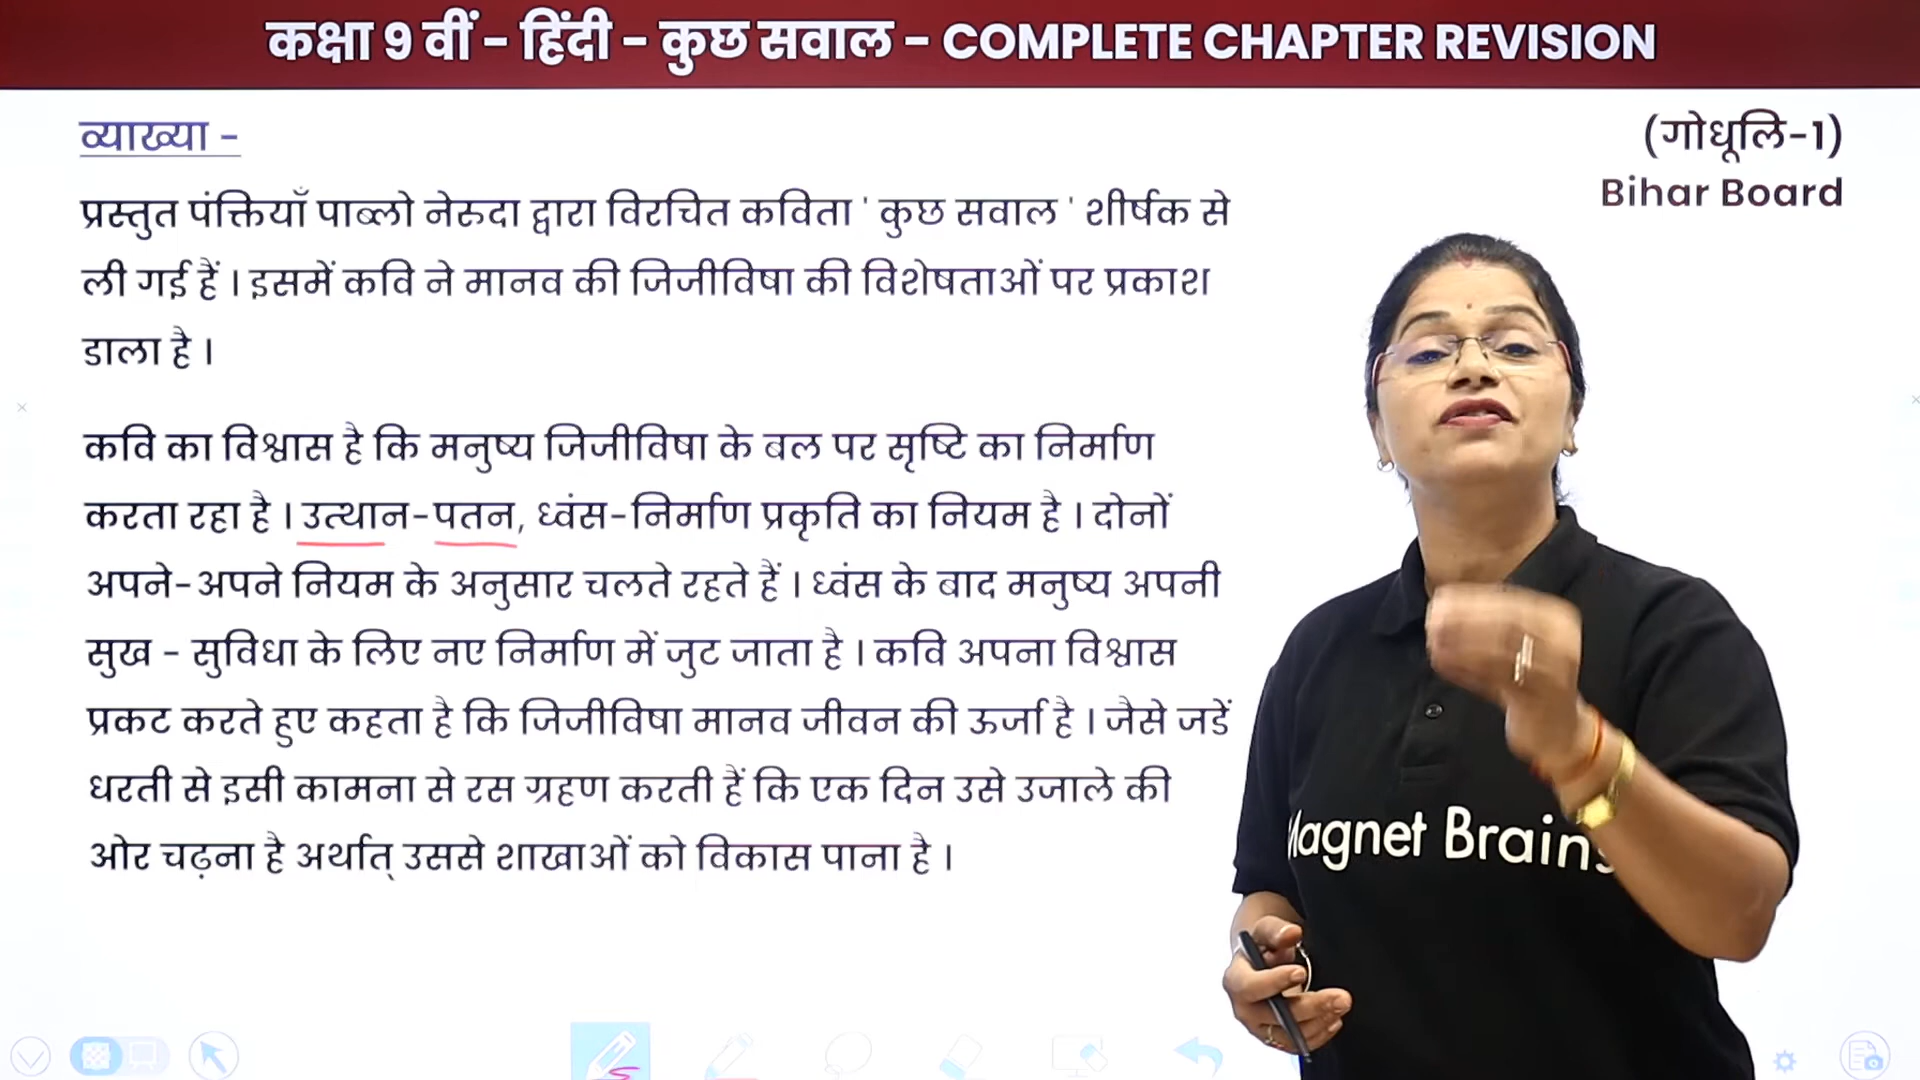 कक्षा 9 वीं - हिंदी - कुछ सवाल - COMPLETE CHAPTER REVISION
व्याख्या -
(गोधूलि-1)
Bihar Board
प्रस्तुत पंक्तियाँ पाब्लो नेरुदा द्वारा विरचित कविता ' कुछ सवाल ' शीर्षक से
ली गई हैं । इसमें कवि ने मानव की जिजीविषा की विशेषताओं पर प्रकाश
डाला है ।
कवि का विश्वास है कि मनुष्य जिजीविषा के बल पर सृष्टि का निर्माण
करता रहा है । उत्थान-पतन, ध्वंस-निर्माण प्रकृति का नियम है । दोनों
अपने-अपने नियम के अनुसार चलते रहते हैं । ध्वंस के बाद मनुष्य अपनी
सुख - सुविधा के लिए नए निर्माण में जुट जाता है । कवि अपना विश्वास
प्रकट करते हुए कहता है कि जिजीविषा मानव जीवन की ऊर्जा है । जैसे जडें
धरती से इसी कामना से रस ग्रहण करती हैं कि एक दिन उसे उजाले की
ओर चढ़ना है अर्थात् उससे शाखाओं को विकास पाना है ।
Magnet Brains